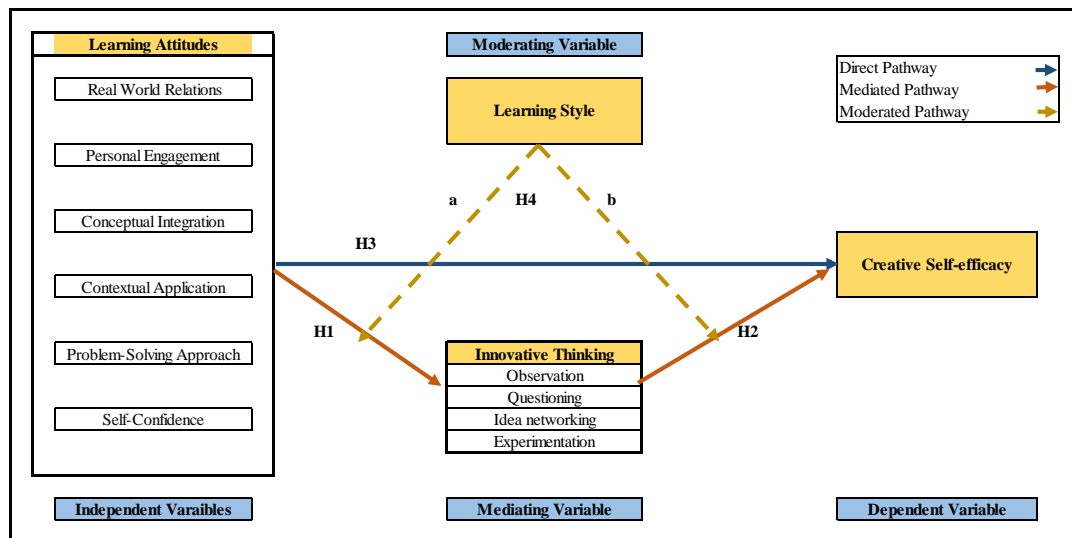 Learning Attitudes
Real World Relations
Personal Engagement
Conceptual Integration
Contextual Application
Problem-Solving Approach
Self-Confidence
Independent Varaibles
Moderating Variable
Learning Style
a
H4
b
H3
H1
H2
Innovative Thinking
Observation
Questioning
Idea networking
Experimentation
Mediating Variable
Direct Pathway
Mediated Pathway
Moderated Pathway
Creative Self-efficacy
Dependent Variable